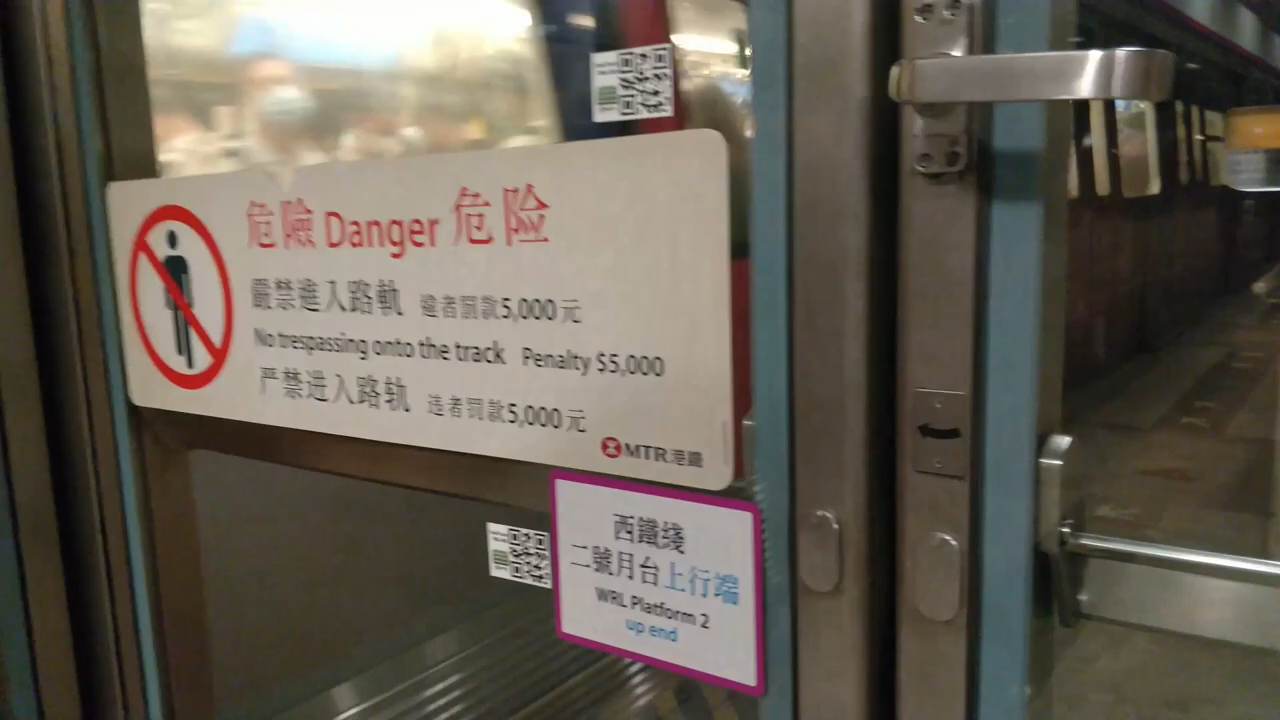 危險 Danger 危险
嚴禁進入路軌 違者罰款5,000元
No trespassing onto the track Penalty $5,000
严禁进入路轨 违者罚款5,000元
MTR港鐵
西鐵綫
二號月台上行端
WRL Platform 2
up end